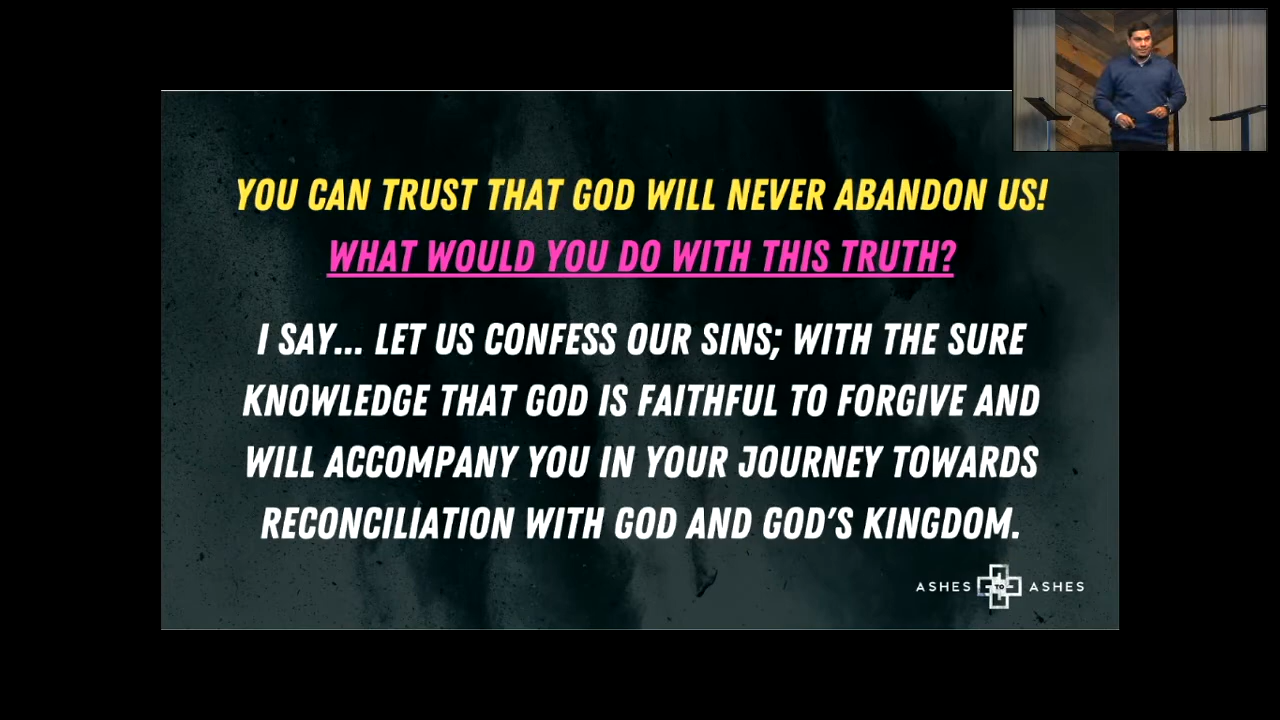 YOU CAN TRUST THAT GOD WILL NEVER ABANDON US!
WHAT WOULD YOU DO WITH THIS TRUTH?
I SAY... LET US CONFESS OUR SINS; WITH THE SURE
KNOWLEDGE THAT GOD IS FAITHFUL TO FORGIVE AND
WILL ACCOMPANY YOU IN YOUR JOURNEY TOWARDS
RECONCILIATION WITH GOD AND GOD'S KINGDOM.
ASHES TO ASHES